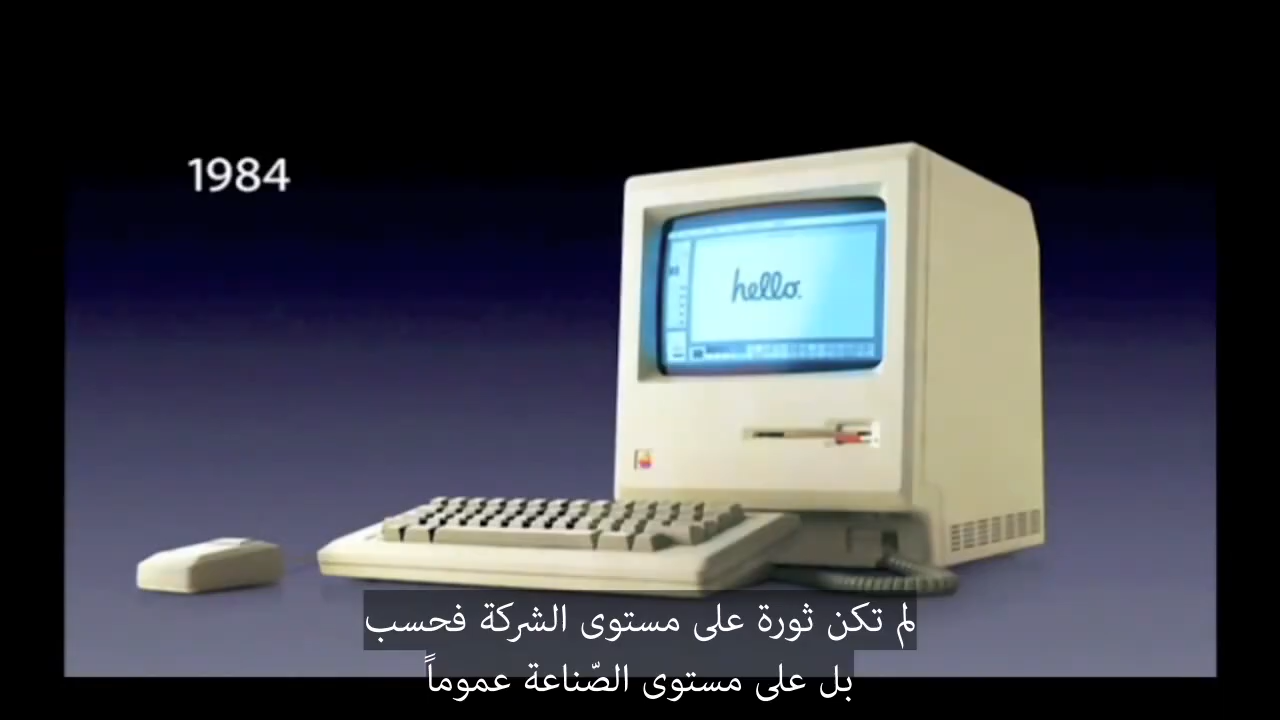 1984
hello.
لم تكن ثورة على مستوى الشركة فحسب
بل على مستوى الصّناعة عموماً